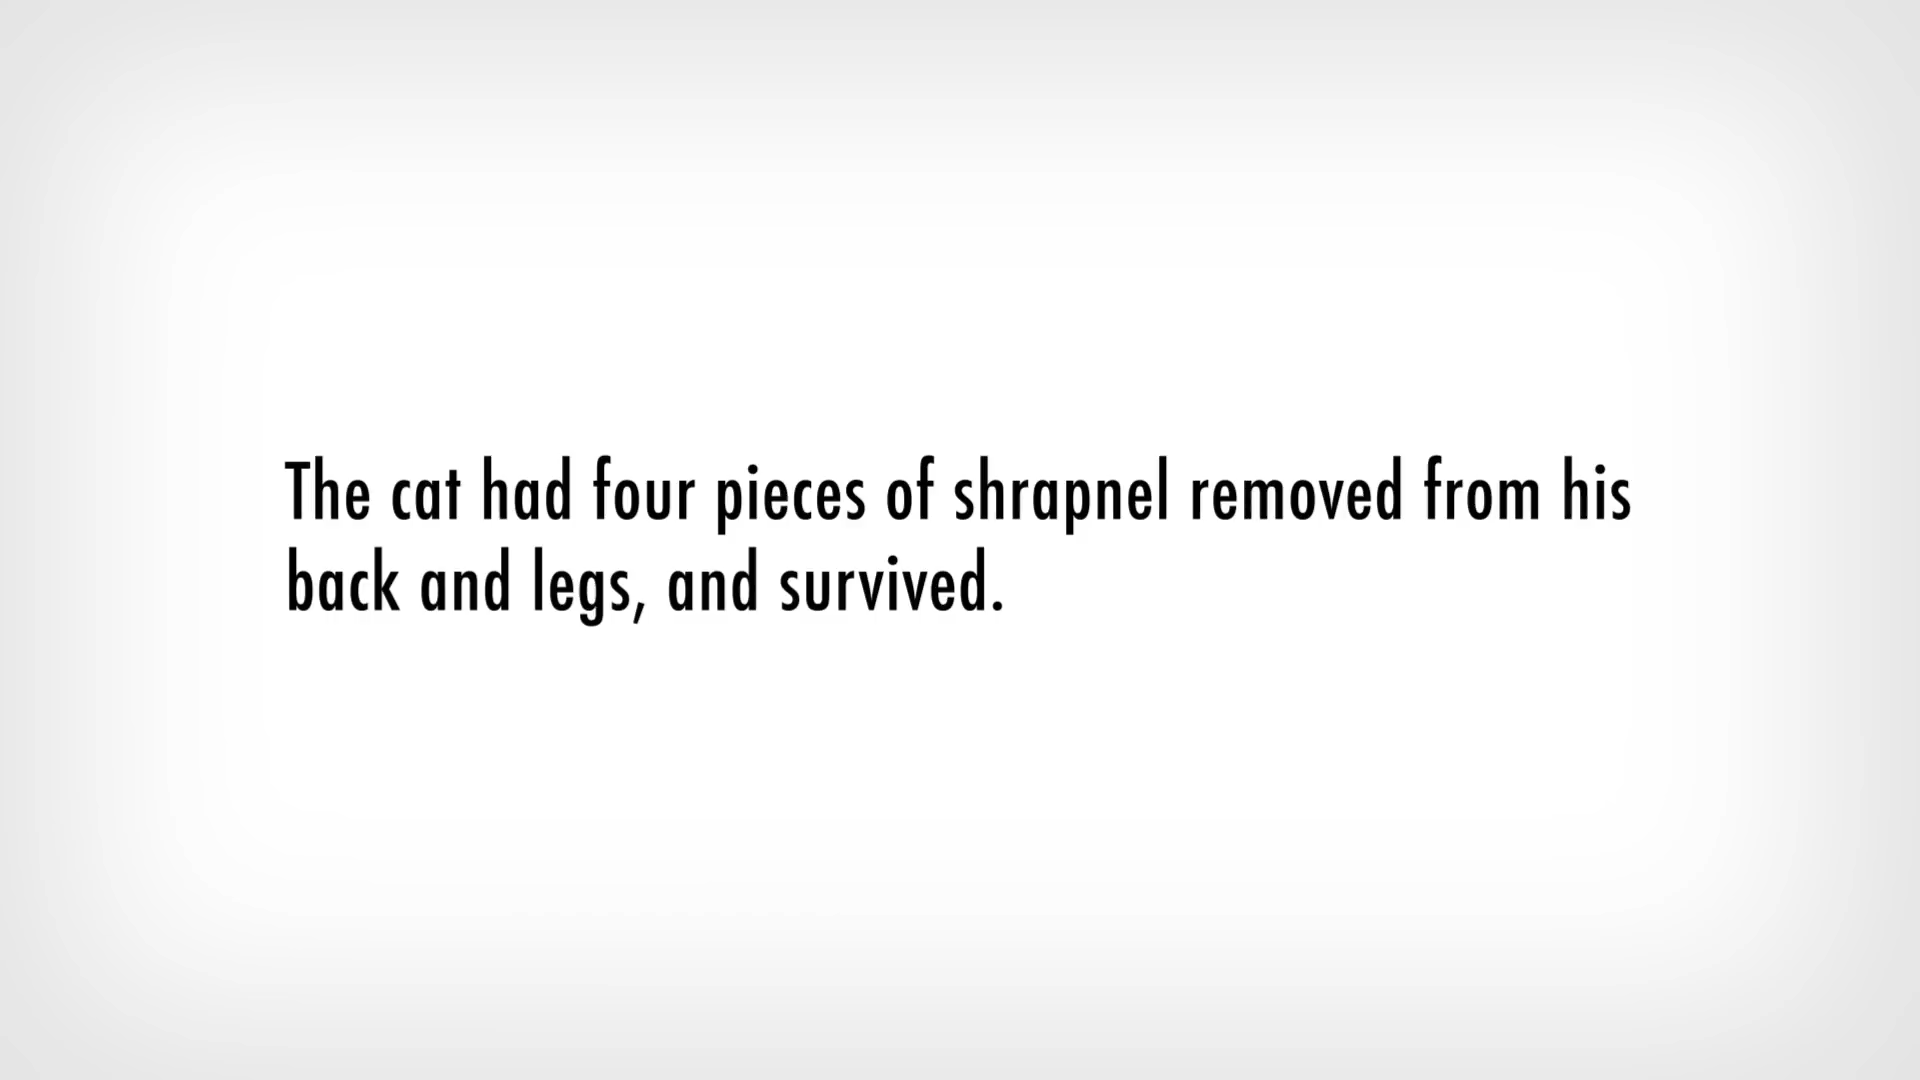 The cat had four pieces of shrapnel removed from his
back and legs, and survived.